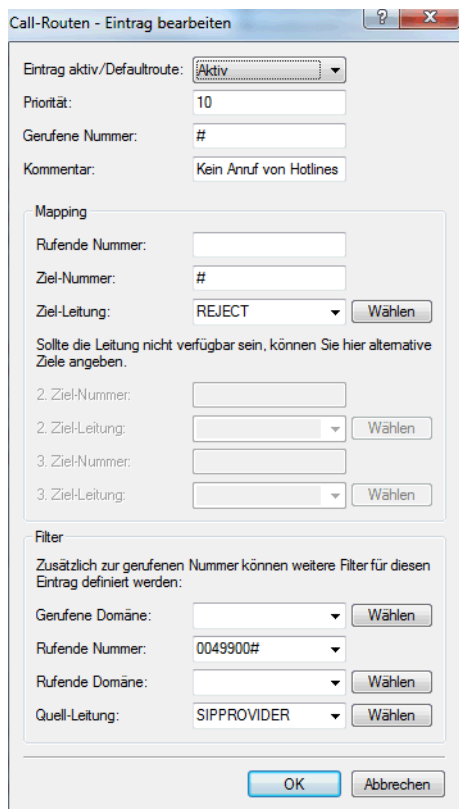 Call-Routen - Eintrag bearbeiten
Eintrag aktiv/Defaultroute: Aktiv
Priorität: 10
Gerufene Nummer: #
Kommentar: Kein Anruf von Hotlines
Mapping
Rufende Nummer:
Ziel-Nummer: #
Ziel-Leitung: REJECT Wählen
Sollte die Leitung nicht verfügbar sein, können Sie hier alternative
Ziele angeben.
2. Ziel-Nummer:
2. Ziel-Leitung: Wählen
3. Ziel-Nummer:
3. Ziel-Leitung: Wählen
Filter
Zusätzlich zur gerufenen Nummer können weitere Filter für diesen
Eintrag definiert werden:
Gerufene Domäne: Wählen
Rufende Nummer: 0049900#
Rufende Domäne: Wählen
Quell-Leitung: SIPPROVIDER Wählen
OK Abbrechen